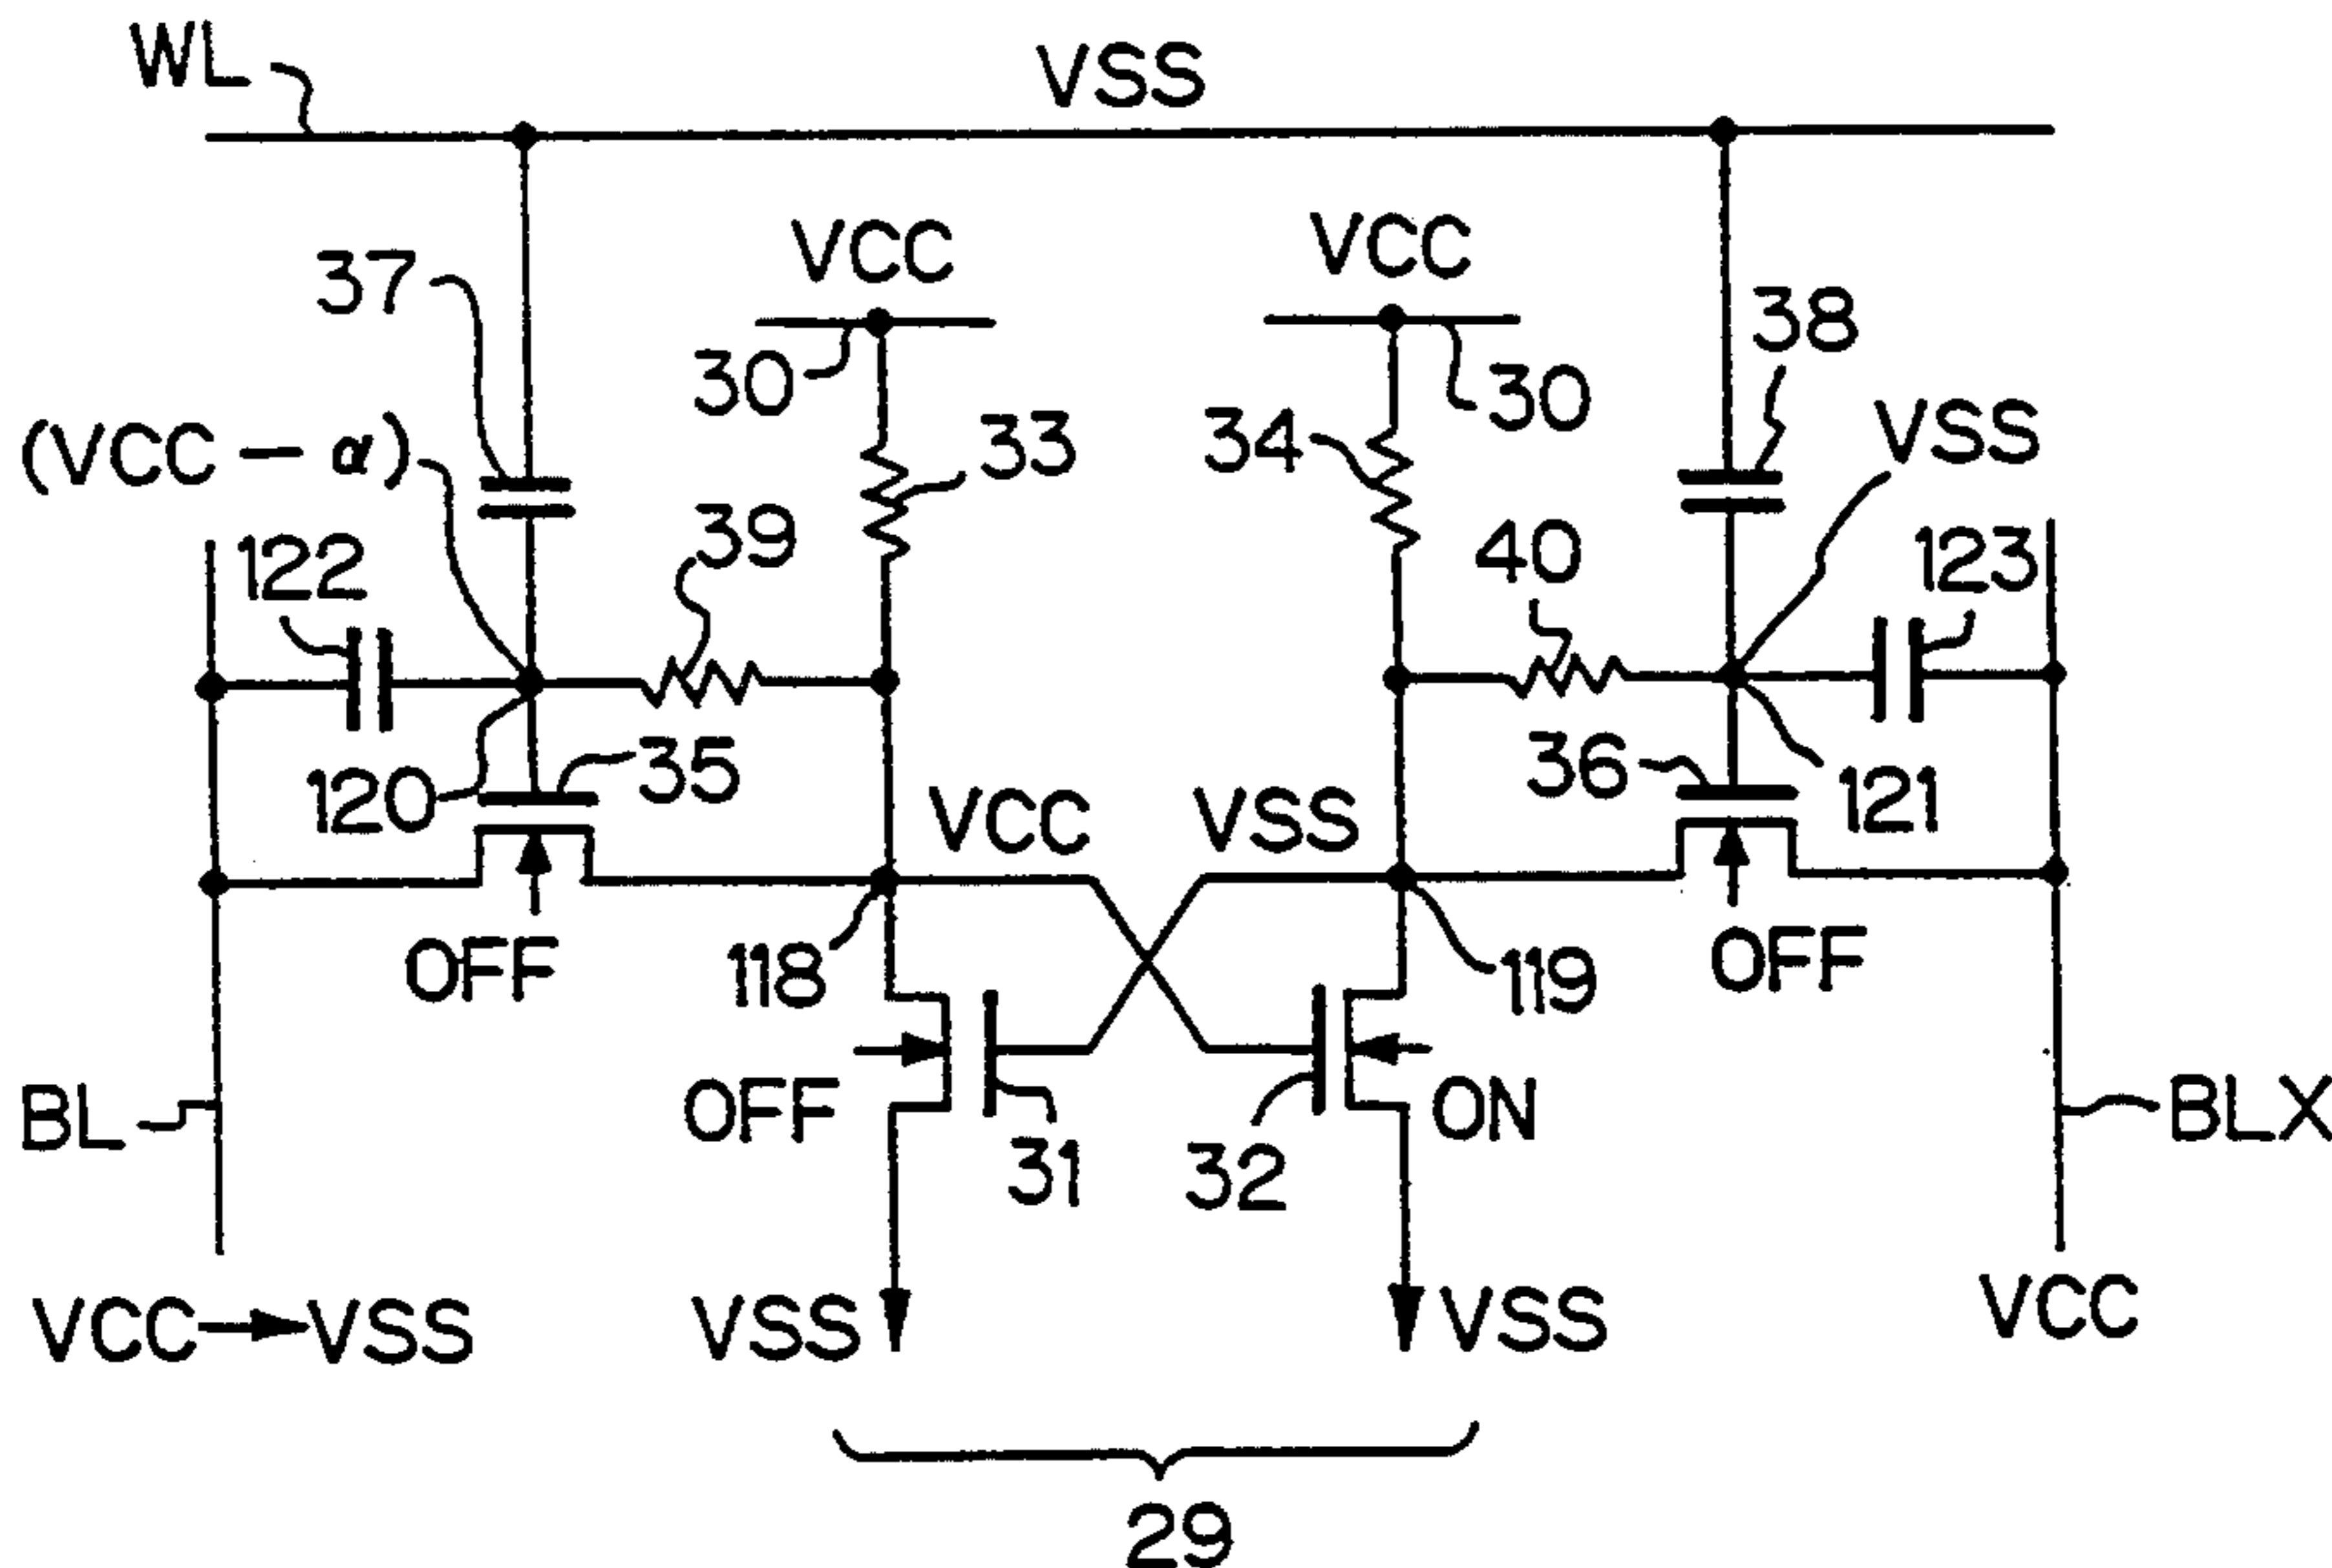 WL
VSS
VCC
VCC
37
38
30
30
33
34
(VCC – α)
VSS
39
40
122
123
35
36
120
121
VCC
VSS
OFF
OFF
118
119
OFF
ON
BL
BLX
31
32
VCC→VSS
VSS
VSS
VCC
29